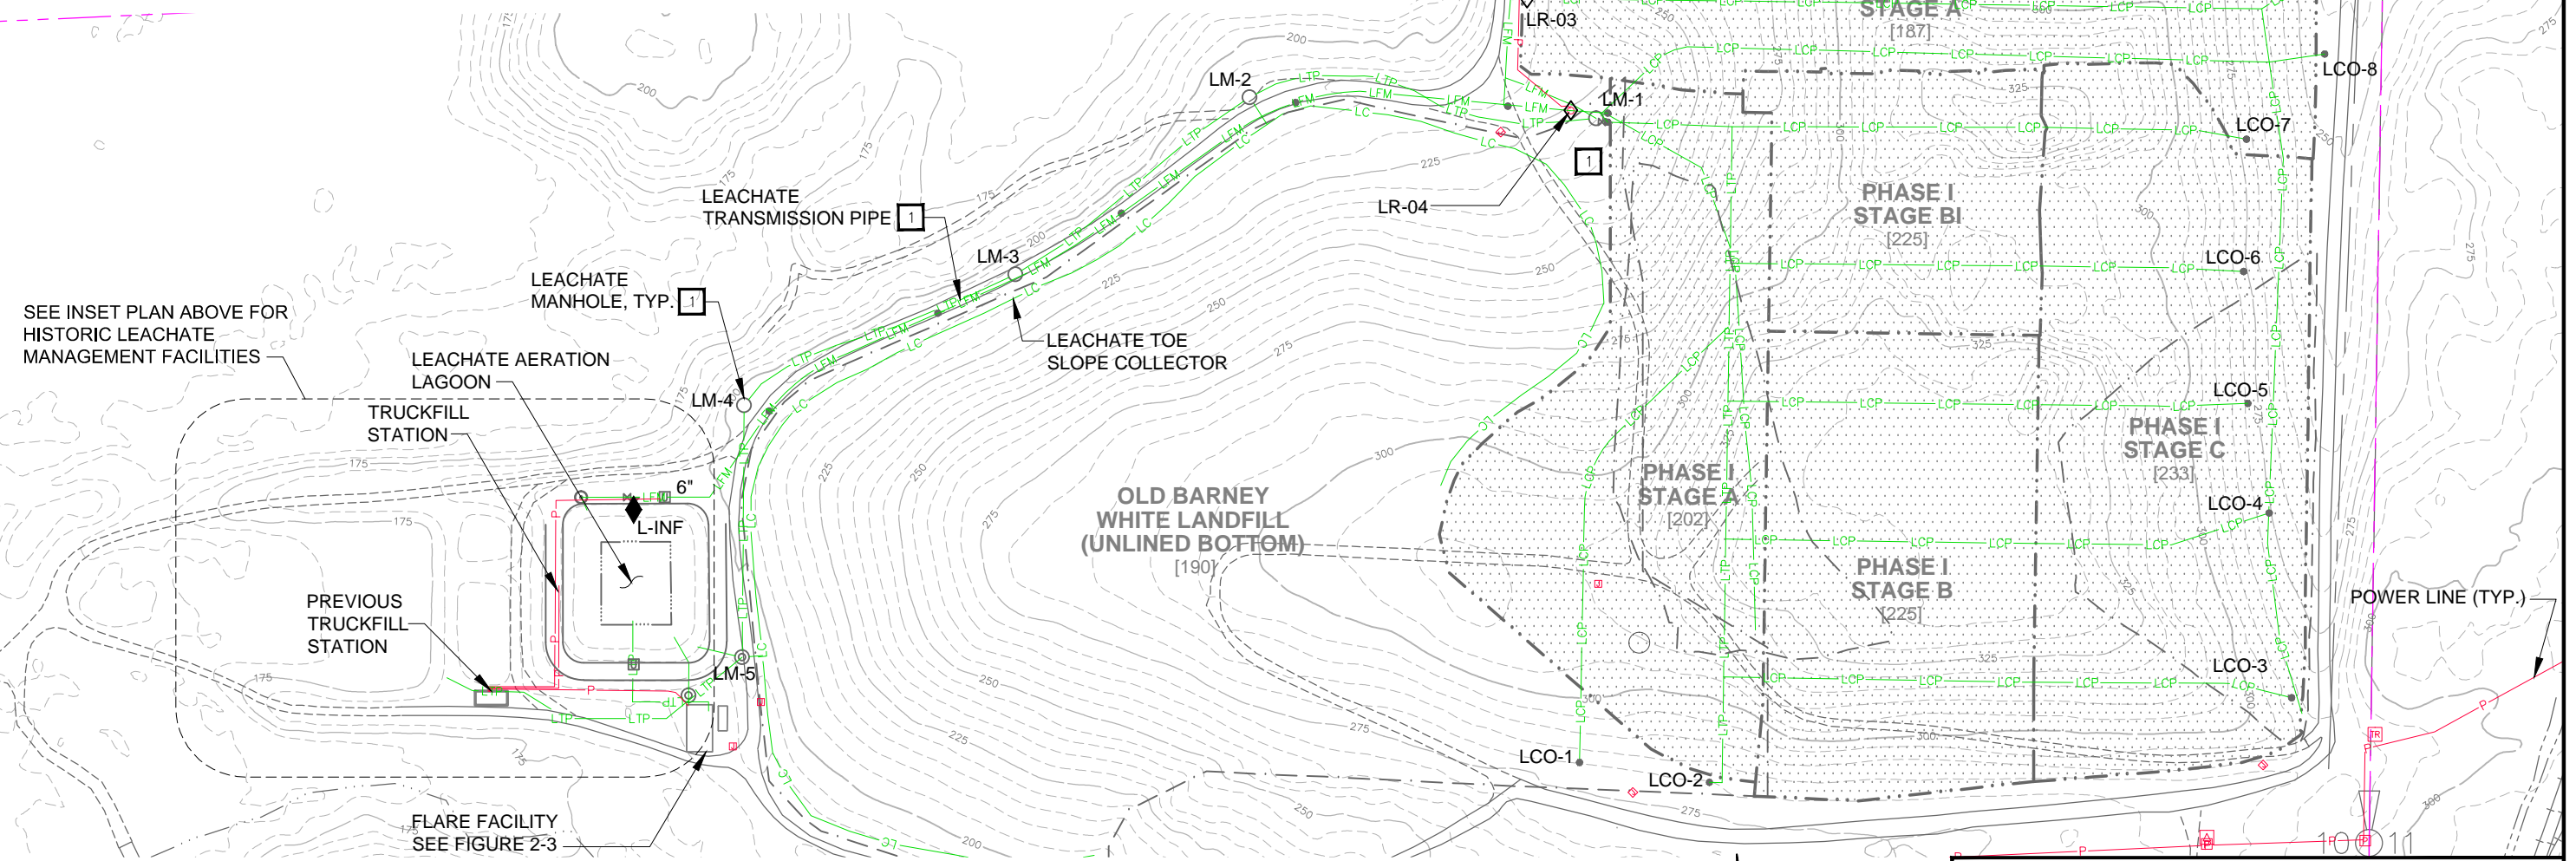 LR-03
STAGE A
[187]
LCO-8
LM-2
LM-1
LCO-7
1
LR-04
PHASE I
STAGE BI
[225]
LCO-6
LEACHATE
TRANSMISSION PIPE 1
LM-3
LEACHATE
MANHOLE, TYP. 1
SEE INSET PLAN ABOVE FOR
HISTORIC LEACHATE
MANAGEMENT FACILITIES
LEACHATE AERATION
LAGOON
LEACHATE TOE
SLOPE COLLECTOR
LM-4
TRUCKFILL
STATION
LCO-5
PHASE I
STAGE C
[233]
PHASE I
STAGE A
[202]
6"
L-INF
OLD BARNEY
WHITE LANDFILL
(UNLINED BOTTOM)
[190]
LCO-4
PHASE I
STAGE B
[225]
PREVIOUS
TRUCKFILL
STATION
POWER LINE (TYP.)
LM-5
LCO-3
LCO-1
LCO-2
FLARE FACILITY
SEE FIGURE 2-3